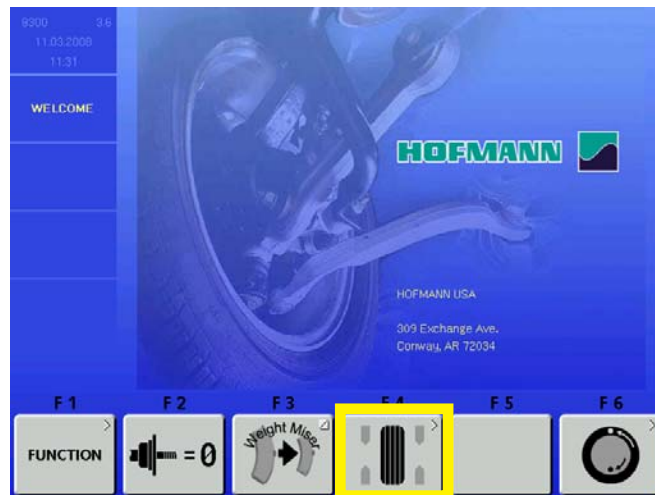 9300 3.6
11.03.2008
11:31
WELCOME
HOFMANN
HOFMANN USA
309 Exchange Ave.
Conway, AR 72034
F 1 F 2 F 3 F 4 F 5 F 6
FUNCTION = 0 Weight Miser